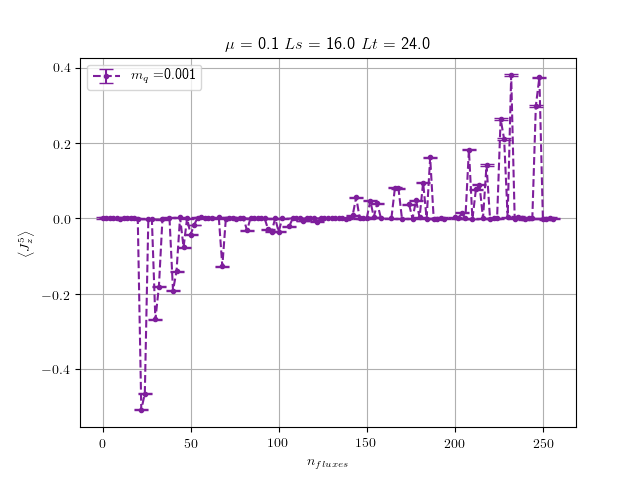 μ = 0.1 Ls = 16.0 Lt = 24.0
m_q =0.001
0.4
0.2
0.0
−0.2
−0.4
⟨J_z^5⟩
0 50 100 150 200 250
n_fluxes